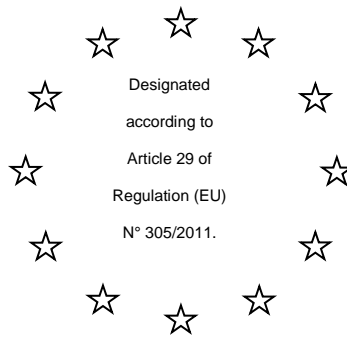 Designated
according to
Article 29 of
Regulation (EU)
N° 305/2011.